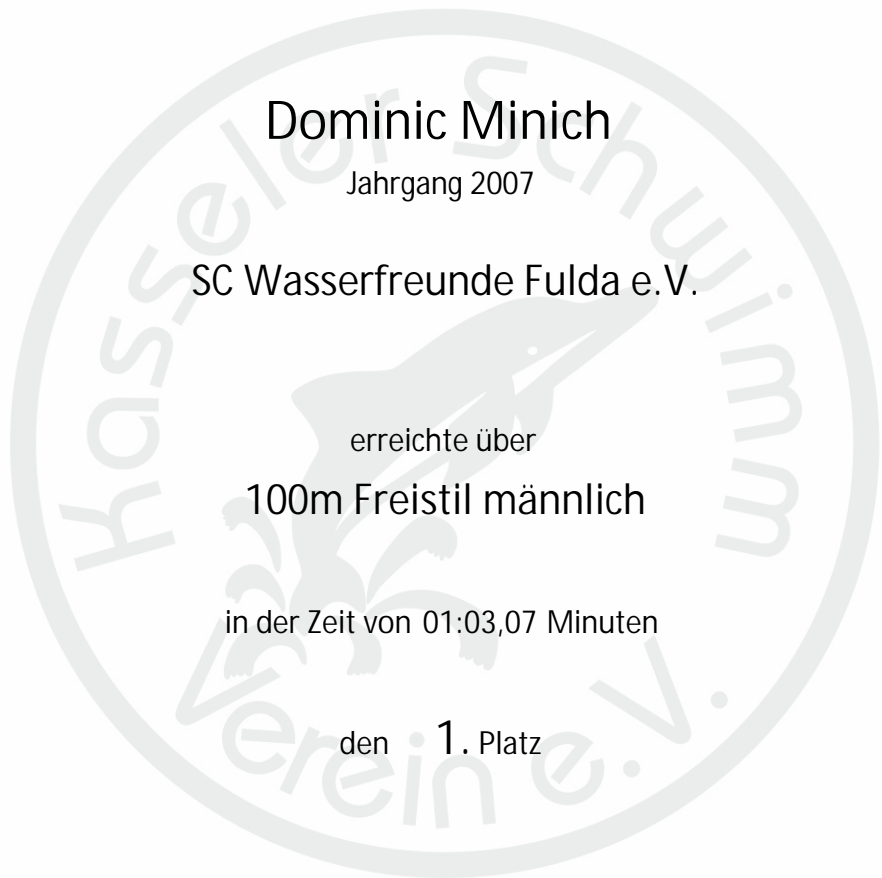 Dominic Minich
Jahrgang 2007
SC Wasserfreunde Fulda e.V.
erreichte über
100m Freistil männlich
in der Zeit von 01:03,07 Minuten
den 1. Platz
Kasseler Schwimm
Verein e.V.